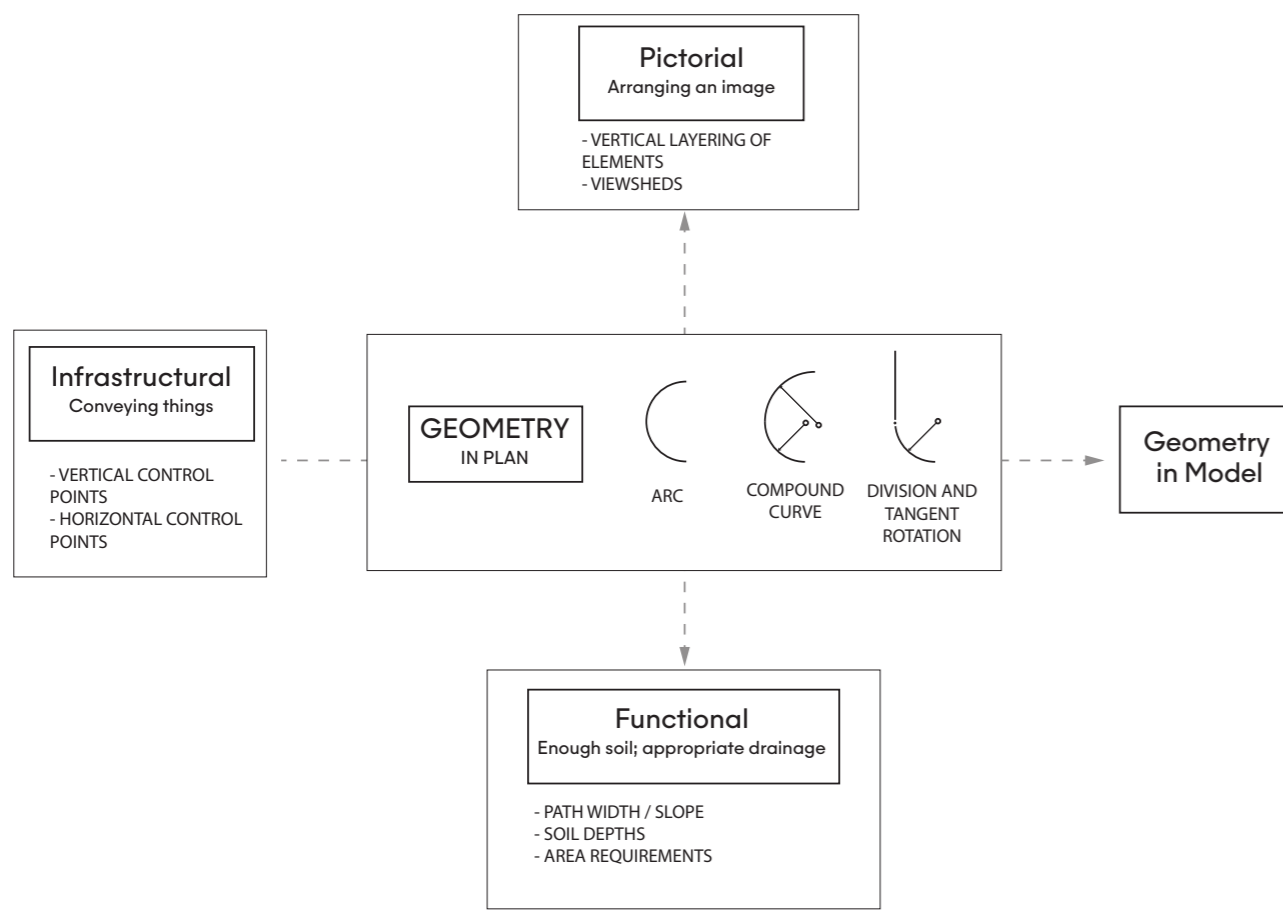 Pictorial
Arranging an image
- VERTICAL LAYERING OF
ELEMENTS
- VIEWSHEDS
Infrastructural
Conveying things
- VERTICAL CONTROL
POINTS
- HORIZONTAL CONTROL
POINTS
GEOMETRY
IN PLAN
ARC
COMPOUND
CURVE
DIVISION AND
TANGENT
ROTATION
Geometry
in Model
Functional
Enough soil; appropriate drainage
- PATH WIDTH / SLOPE
- SOIL DEPTHS
- AREA REQUIREMENTS